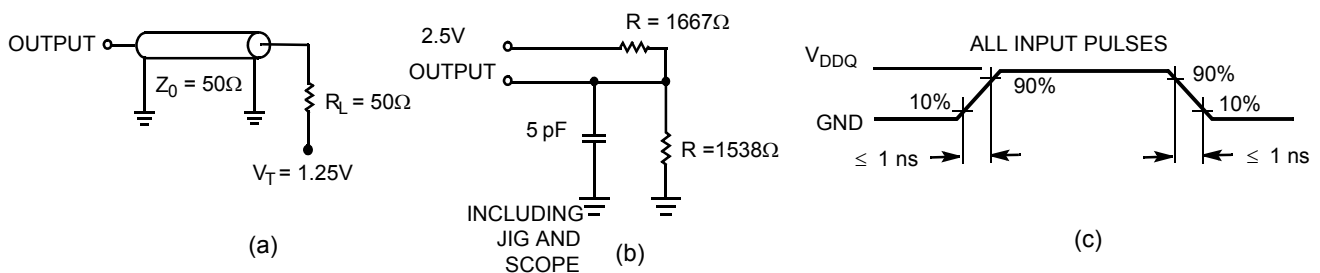 OUTPUT
Z0 = 50Ω
RL = 50Ω
VT = 1.25V
(a)
R = 1667Ω
2.5V
OUTPUT
5 pF
R =1538Ω
INCLUDING
JIG AND
SCOPE
(b)
ALL INPUT PULSES
VDDQ
GND
10%
90%
90%
10%
≤ 1 ns
≤ 1 ns
(c)